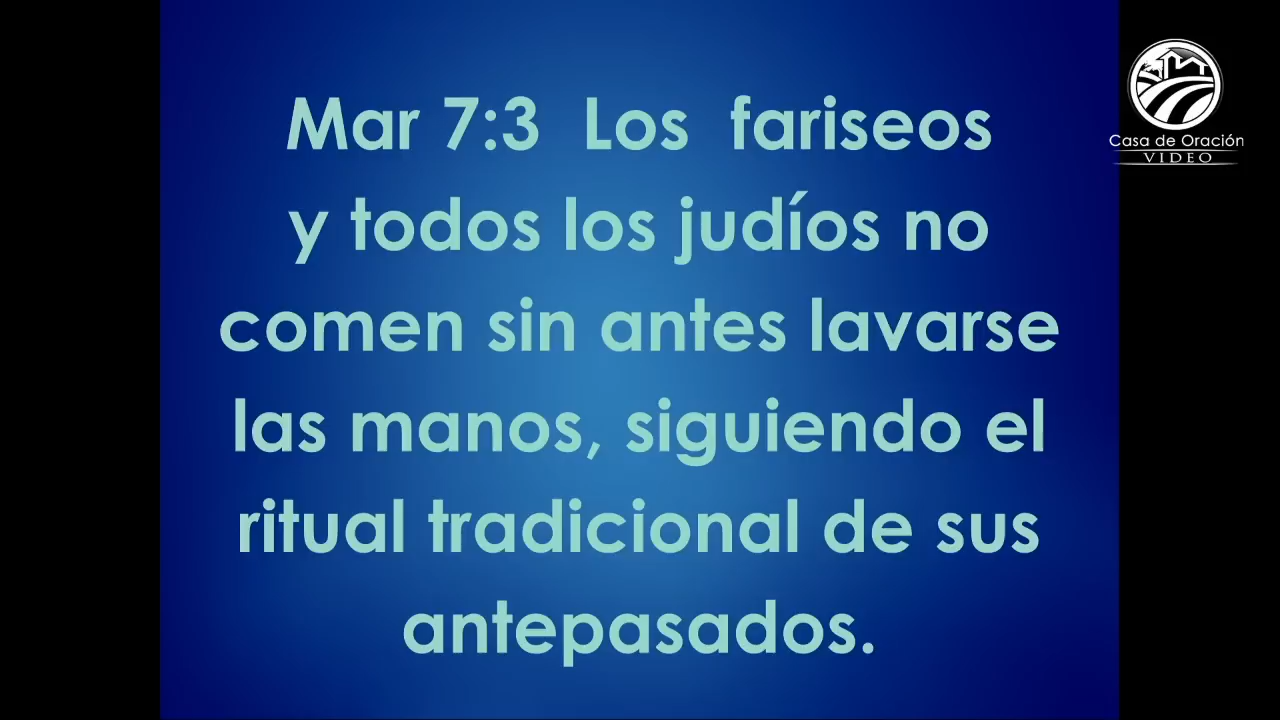 Mar 7:3 Los fariseos
y todos los judíos no
comen sin antes lavarse
las manos, siguiendo el
ritual tradicional de sus
antepasados.
Casa de Oración
VIDEO